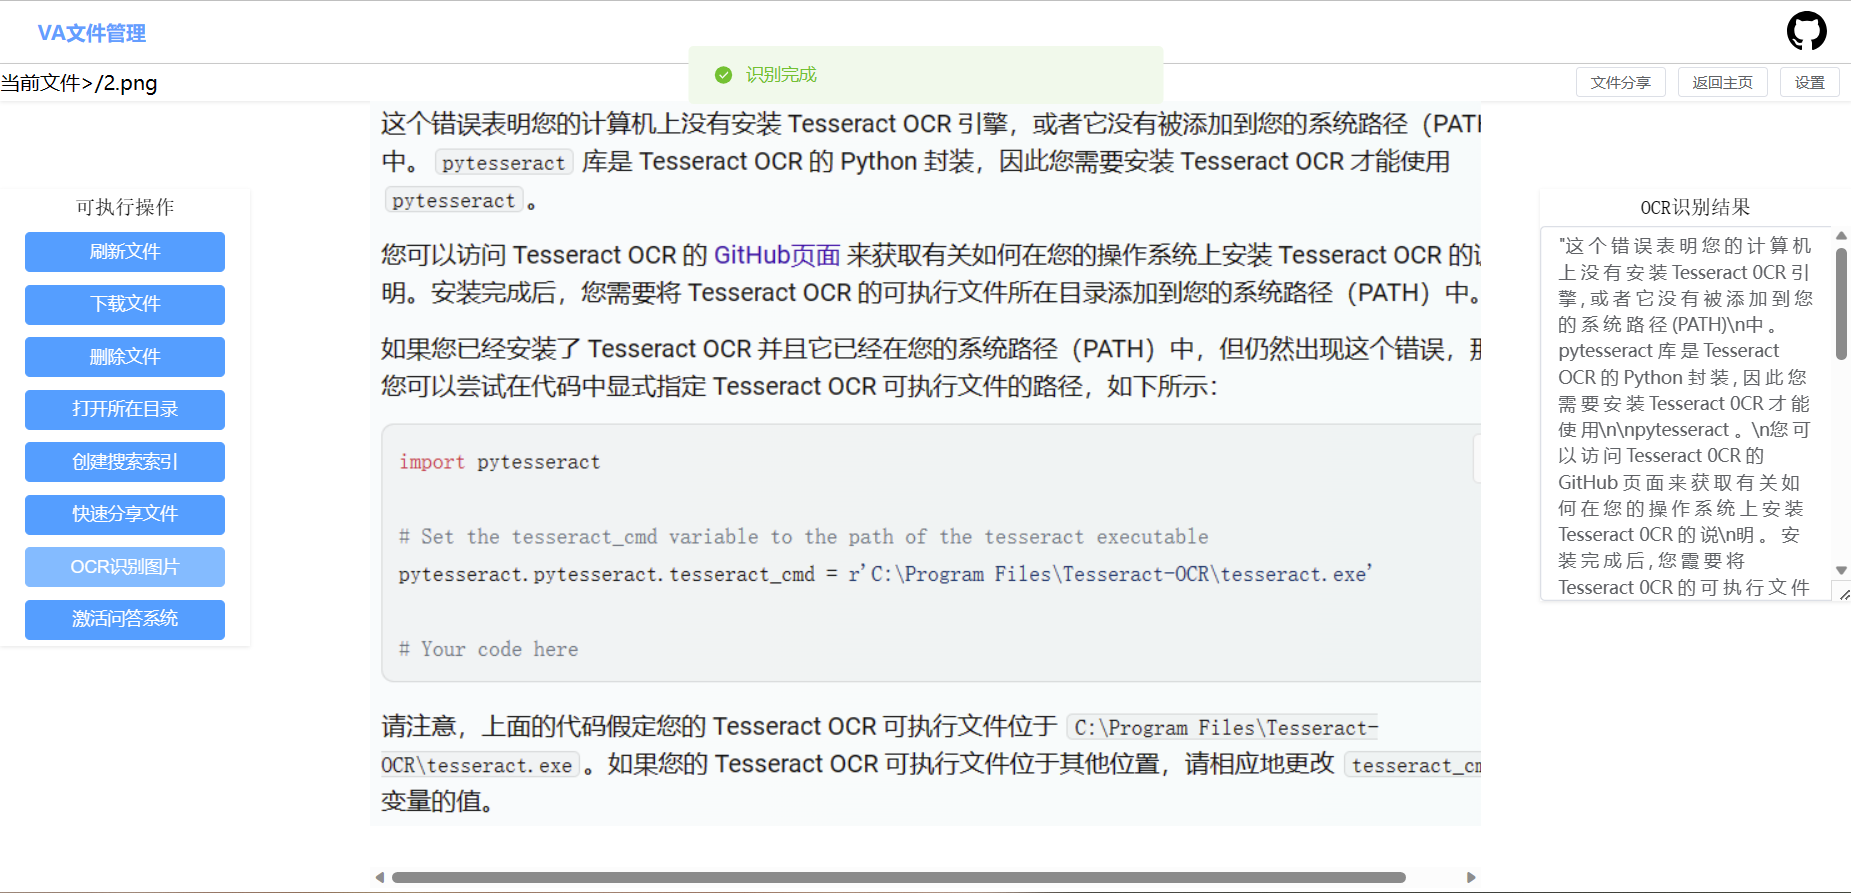 VA文件管理
识别完成
当前文件>/2.png
文件分享 返回主页 设置
可执行操作
刷新文件
下载文件
删除文件
打开所在目录
创建搜索索引
快速分享文件
OCR识别图片
激活问答系统
这个错误表明您的计算机上没有安装 Tesseract OCR 引擎，或者它没有被添加到您的系统路径（PATH
中。 pytesseract 库是 Tesseract OCR 的 Python 封装，因此您需要安装 Tesseract OCR 才能使用
pytesseract 。
您可以访问 Tesseract OCR 的 GitHub页面 来获取有关如何在您的操作系统上安装 Tesseract OCR 的
明。安装完成后，您需要将 Tesseract OCR 的可执行文件所在目录添加到您的系统路径（PATH）中。
如果您已经安装了 Tesseract OCR 并且它已经在您的系统路径（PATH）中，但仍然出现这个错误，
您可以尝试在代码中显式指定 Tesseract OCR 可执行文件的路径，如下所示：
import pytesseract
# Set the tesseract_cmd variable to the path of the tesseract executable
pytesseract.pytesseract.tesseract_cmd = r'C:\Program Files\Tesseract-OCR\tesseract.exe'
# Your code here
请注意，上面的代码假定您的 Tesseract OCR 可执行文件位于 C:\Program Files\Tesseract-
OCR\tesseract.exe 。如果您的 Tesseract OCR 可执行文件位于其他位置，请相应地更改 tesseract_cm
变量的值。
OCR识别结果
"这个错误表明您的计算机
上没有安装 Tesseract 0CR 引
擎,或者它没有被添加到您
的系统路径(PATH)\n中。
pytesseract 库是 Tesseract
OCR 的 Python 封装,因此您
需要安装 Tesseract 0CR 才能
使用\n\npytesseract 。\n您可
以访问 Tesseract 0CR 的
GitHub 页面来获取有关如
何在您的操作系统上安装
Tesseract 0CR 的说\n明。安
装完成后,您霞要将
Tesseract 0CR 的可执行文件